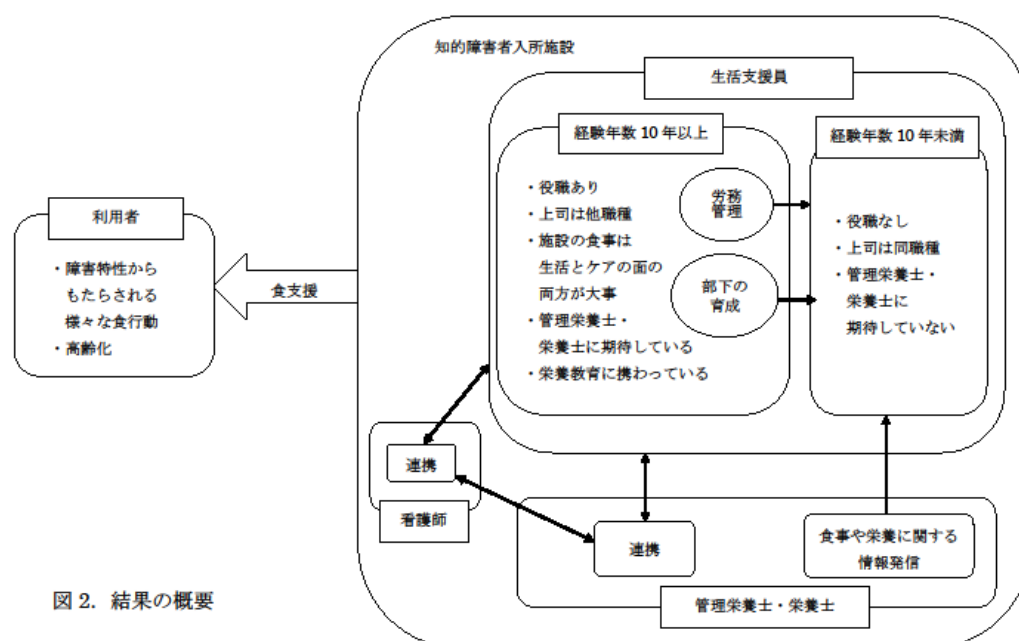 知的障害者入所施設
生活支援員
経験年数 10 年以上
・役職あり
・上司は他職種
・施設の食事は
生活とケアの面の
両方が大事
・管理栄養士・
栄養士に期待している
・栄養教育に携わっている
労務
管理
部下の
育成
経験年数 10 年未満
・役職なし
・上司は同職種
・管理栄養士・
栄養士に
期待していない
利用者
・障害特性から
もたらされる
様々な食行動
・高齢化
食支援
連携
看護師
連携
食事や栄養に関する
情報発信
管理栄養士・栄養士
図 2．結果の概要